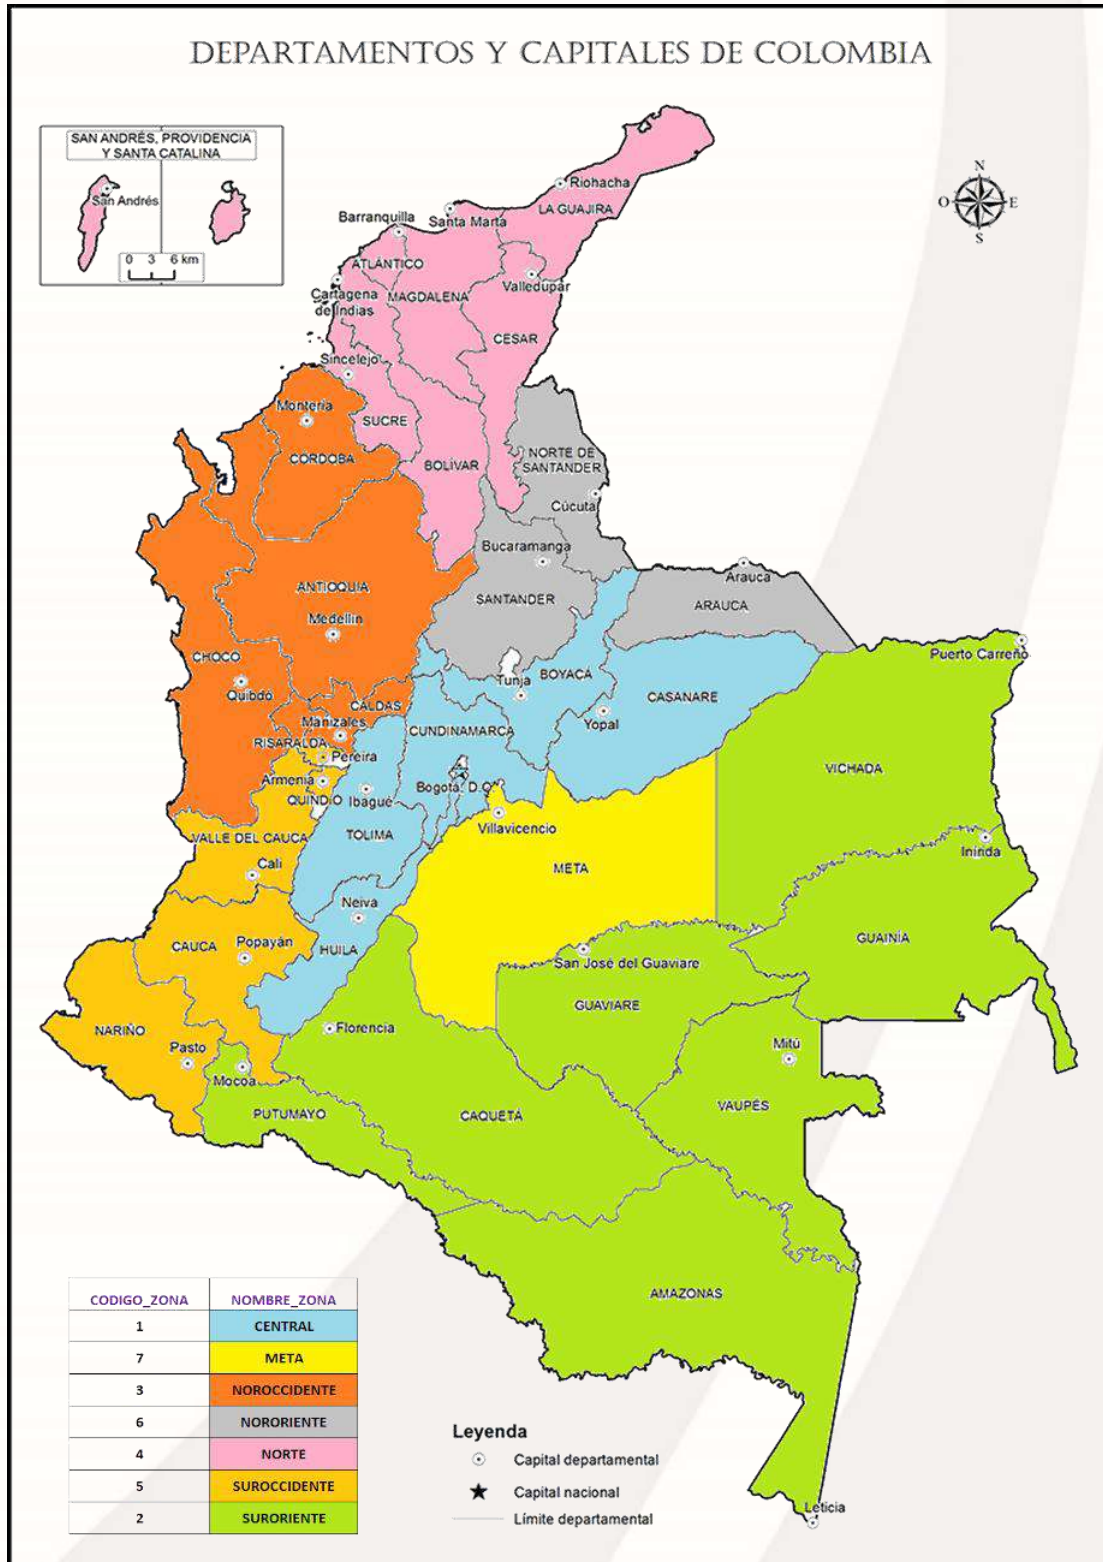 DEPARTAMENTOS Y CAPITALES DE COLOMBIA
SAN ANDRÉS, PROVIDENCIA
Y SANTA CATALINA
San Andrés
0 3 6 km
N
O
E
S
Riohacha
LA GUAJIRA
Santa Marta
Barranquilla
ATLÁNTICO
Valledupar
Cartagena
de Indias
MAGDALENA
CESAR
Sincelejo
Montería
SUCRE
CÓRDOBA
BOLÍVAR
NORTE DE
SANTANDER
Cúcuta
Bucaramanga
Arauca
ANTIOQUIA
SANTANDER
ARAUCA
Medellín
CHOCO
Puerto Carreño
Quibdó
Tunja
BOYACÁ
CASANARE
CALDAS
Manizales
CUNDINAMARCA
Yopal
RISARALDA
Pereira
VICHADA
Armenia
QUINDIO
Ibagué
Bogotá, D.C.
Villavicencio
VALLE DEL CAUCA
TOLIMA
Inírida
Cali
META
Neiva
CAUCA
Popayán
HUILA
GUAINÍA
San José del Guaviare
GUAVIARE
NARIÑO
Florencia
Pasto
Mitú
Mocoa
PUTUMAYO
CAQUETÁ
VAUPÉS
AMAZONAS
Leticia
CODIGO_ZONA NOMBRE_ZONA
1 CENTRAL
7 META
3 NOROCCIDENTE
6 NORORIENTE
4 NORTE
5 SUROCCIDENTE
2 SURORIENTE
Leyenda
Capital departamental
Capital nacional
Límite departamental